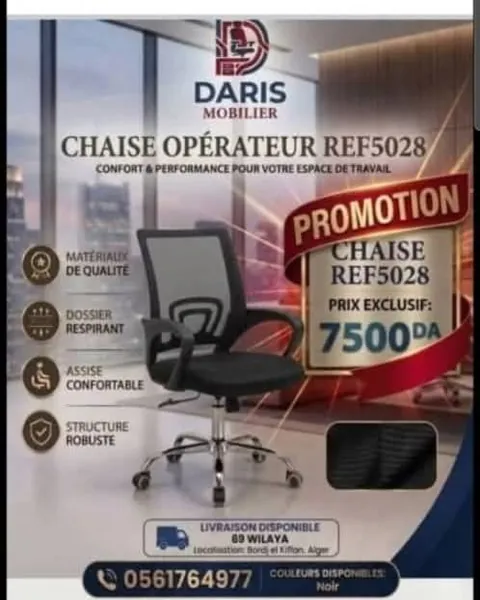 DARIS
MOBILIER
CHAISE OPÉRATEUR REF5028
CONFORT & PERFORMANCE POUR VOTRE ESPACE DE TRAVAIL
PROMOTION
CHAISE
REF5028
PRIX EXCLUSIF:
7500DA
MATÉRIAUX
DE QUALITÉ
DOSSIER
RESPIRANT
ASSISE
CONFORTABLE
STRUCTURE
ROBUSTE
LIVRAISON DISPONIBLE
69 WILAYA
Localisation: Bordj el Kiffan, Alger
0561764977
COULEURS DISPONIBLES:
Noir